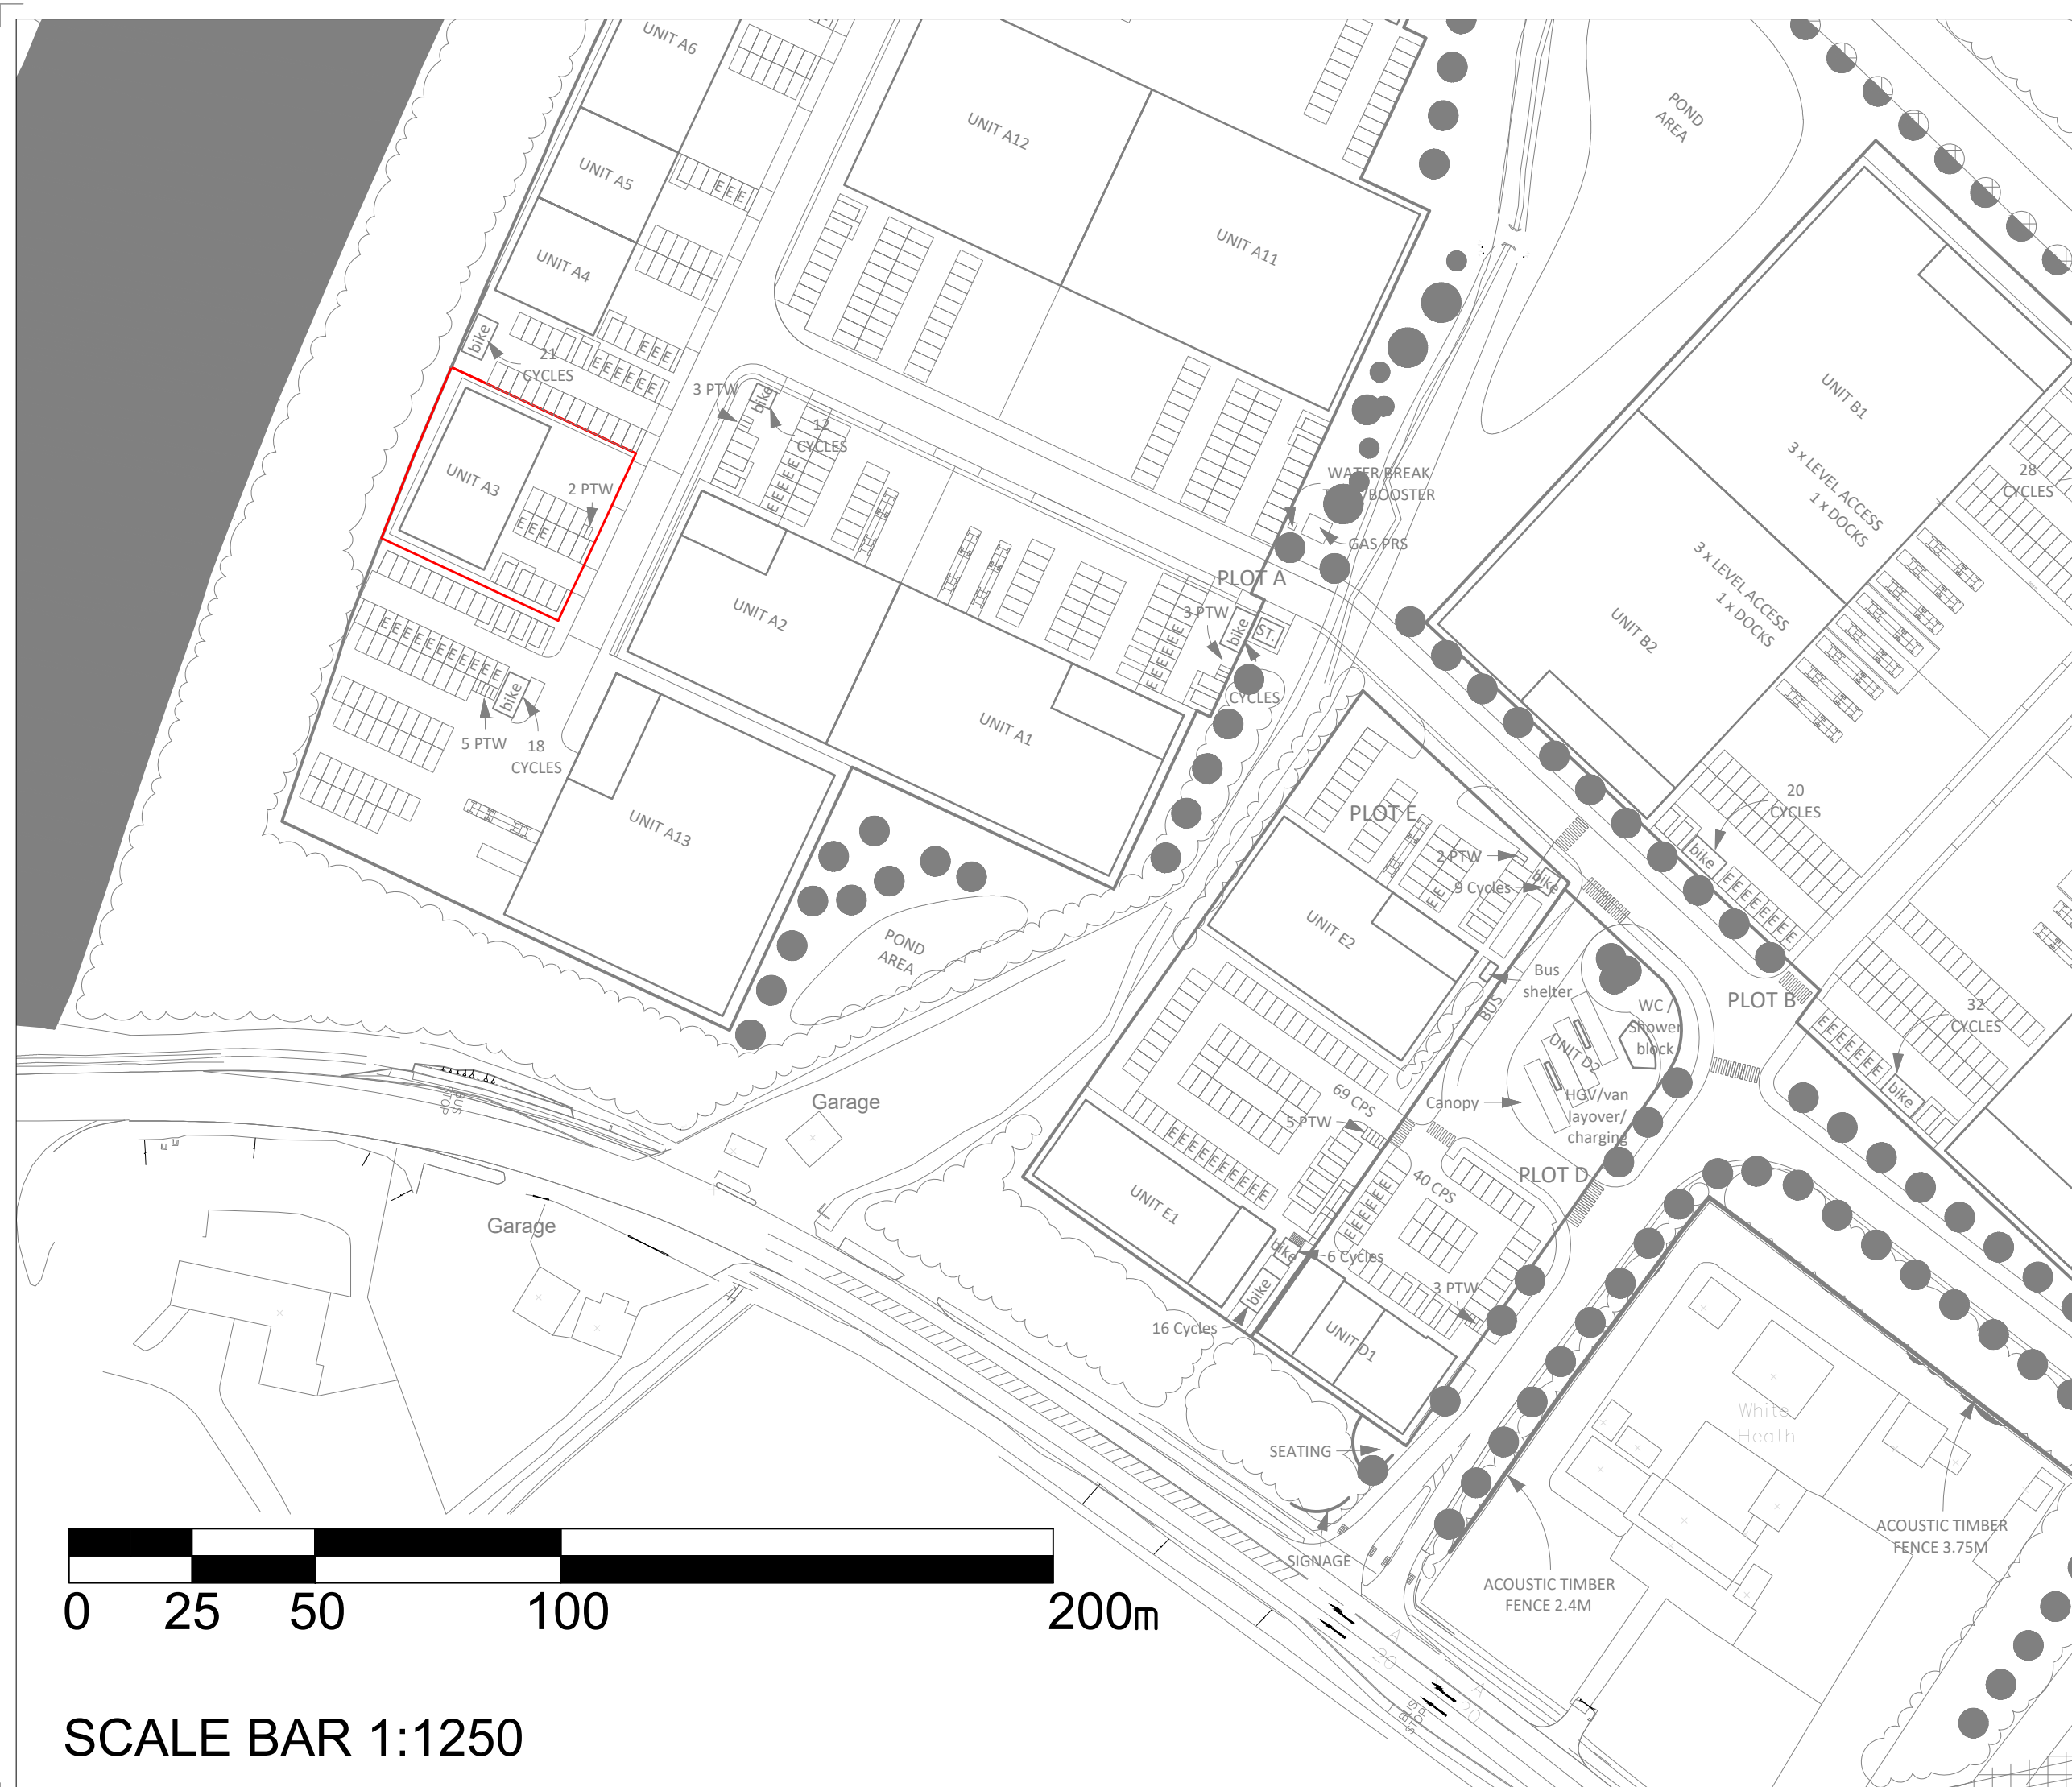 UNIT A6
UNIT A12
UNIT A5
UNIT A11
UNIT A4
POND
AREA
bike
21
CYCLES
E E E
E E E
E E E E E E E
UNIT B1
3 x LEVEL ACCESS
1 x DOCKS
28
CYCLES
3 x LEVEL ACCESS
1 x DOCKS
UNIT B2
3 PTW
bike
12
CYCLES
E E E E E
UNIT A3
2 PTW
E E E
WATER BREAK
/BOOSTER
GAS PRS
PLOT A
3 PTW
bike
ST.
CYCLES
E E E E E E
UNIT A2
UNIT A1
E E E E E E E E E E E
bike
5 PTW
18
CYCLES
UNIT A13
POND
AREA
PLOT E
2 PTW
9 Cycles
bike
E E
UNIT E2
20
CYCLES
bike
E E E E E E E E
Bus
shelter
BUS
PLOT B
WC /
Shower
block
UNIT D2
HGV/van
layover/
charging
Canopy
32
CYCLES
E E E E E E
bike
69 CPS
5 PTW
E E E E E E E E E E
PLOT D
40 CPS
E E E E E E
UNIT E1
bike
6 Cycles
bike
16 Cycles
3 PTW
UNIT D1
BUS
STOP
Garage
Garage
SEATING
SIGNAGE
White
Heath
ACOUSTIC TIMBER
FENCE 3.75M
ACOUSTIC TIMBER
FENCE 2.4M
A
20
A
20
BUS
STOP
0 25 50 100 200m
SCALE BAR 1:1250